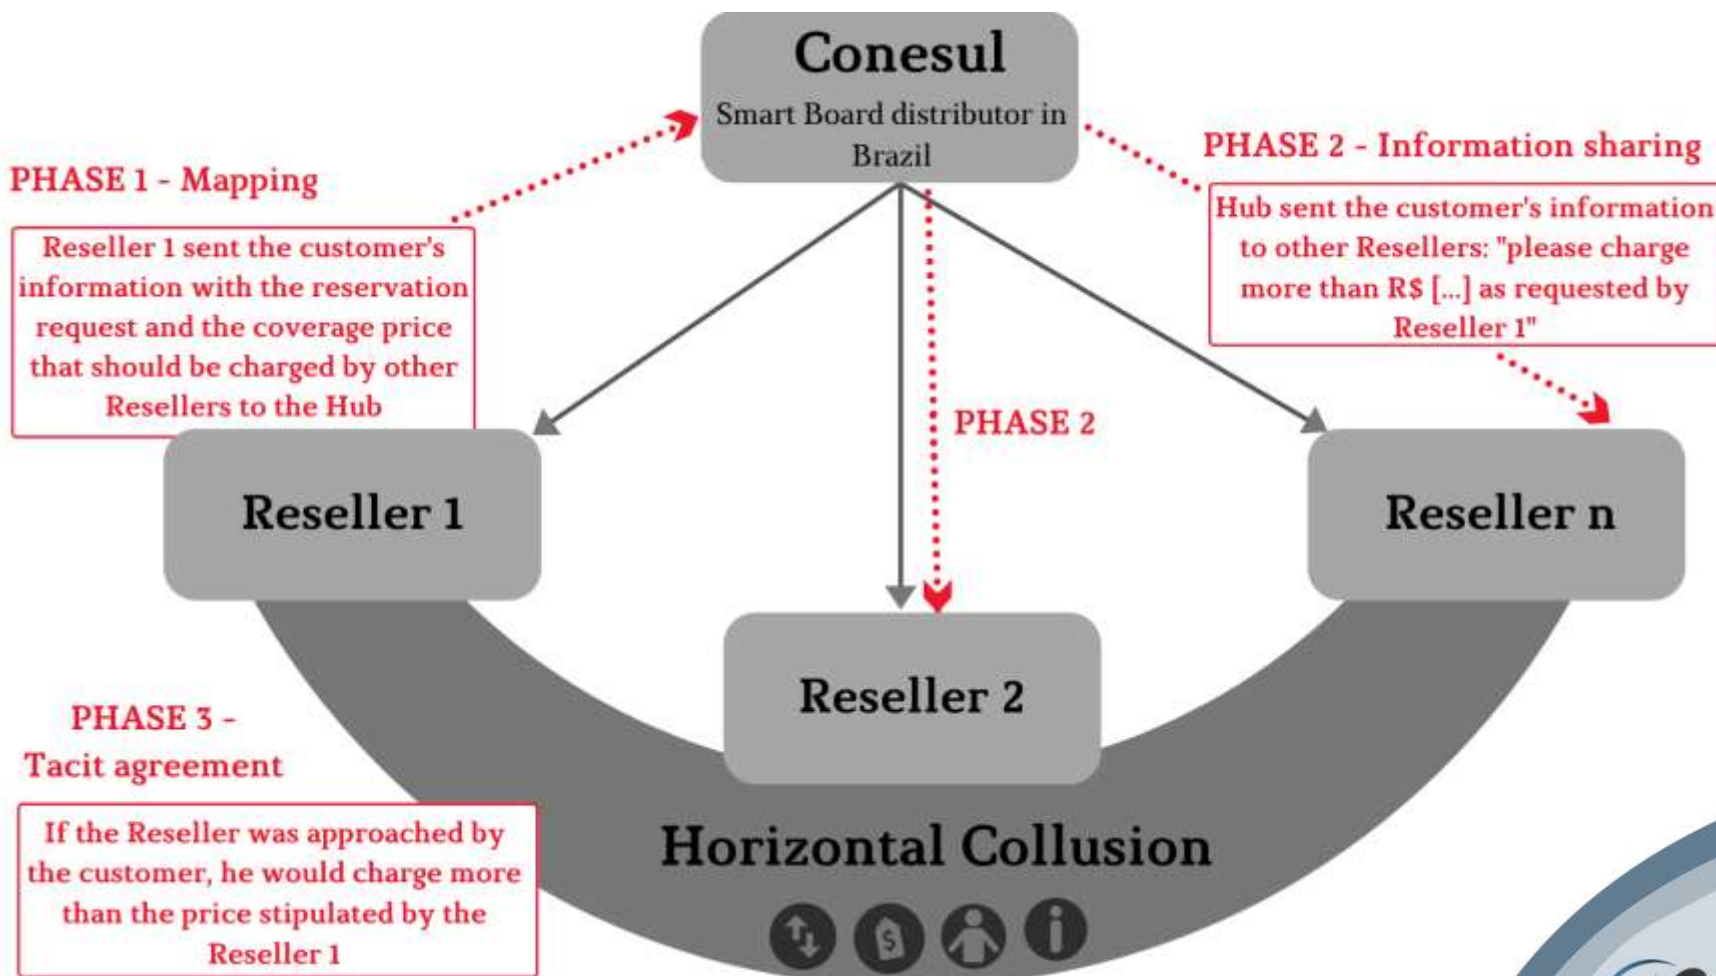 Conesul
Smart Board distributor in
Brazil
PHASE 1 - Mapping
Reseller 1 sent the customer's
information with the reservation
request and the coverage price
that should be charged by other
Resellers to the Hub
PHASE 2 - Information sharing
Hub sent the customer's information
to other Resellers: "please charge
more than R$ [...] as requested by
Reseller 1"
PHASE 2
Reseller 1
Reseller n
Reseller 2
PHASE 3 -
Tacit agreement
If the Reseller was approached by
the customer, he would charge more
than the price stipulated by the
Reseller 1
Horizontal Collusion
$
i